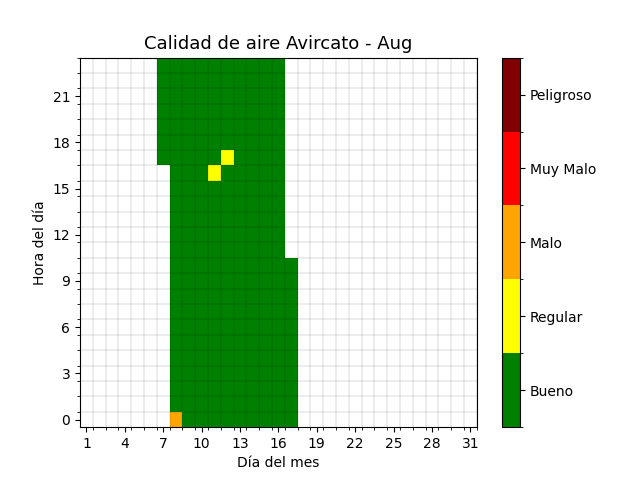 Calidad de aire Avircato - Aug
Hora del día
21
18
15
12
9
6
3
0
1 4 7 10 13 16 19 22 25 28 31
Día del mes
Peligroso
Muy Malo
Malo
Regular
Bueno